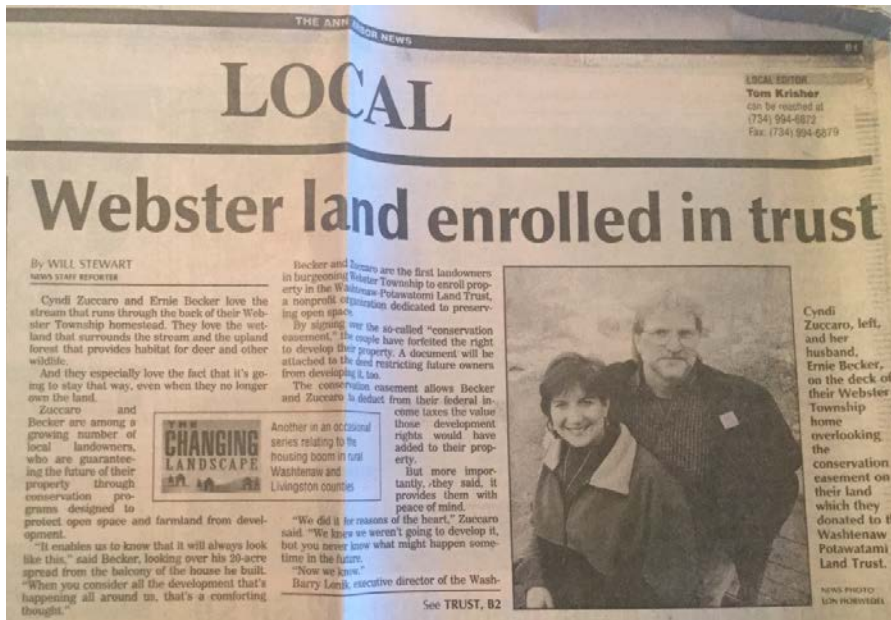 THE ANN ARBOR NEWS
B1
LOCAL
LOCAL EDITOR
Tom Krisher
can be reached at
(734) 994-6872
Fax: (734) 994-6879
Webster land enrolled in trust
By WILL STEWART
NEWS STAFF REPORTER
Cyndi Zuccaro and Ernie Becker love the
stream that runs through the back of their Web-
ster Township homestead. They love the wet-
land that surrounds the stream and the upland
forest that provides habitat for deer and other
wildlife.
And they especially love the fact that it's go-
ing to stay that way, even when they no longer
own the land.
Zuccaro and
Becker are among a
growing number of
local landowners,
who are guarantee-
ing the future of their
property through
conservation pro-
grams designed to
protect open space and farmland from devel-
opment.
"It enables us to know that it will always look
like this," said Becker, looking over his 20-acre
spread from the balcony of the house he built.
"When you consider all the development that's
happening all around us, that's a comforting
thought."
THE
CHANGING
LANDSCAPE
Another in an occasional
series relating to the
housing boom in rural
Washtenaw and
Livingston counties
Becker and Zuccaro are the first landowners
in burgeoning Webster Township to enroll prop-
erty in the Washtenaw-Potawatomi Land Trust,
a nonprofit organization dedicated to preserv-
ing open space.
By signing over the so-called "conservation
easement," the couple have forfeited the right
to develop their property. A document will be
attached to the deed restricting future owners
from developing it, too.
The conservation easement allows Becker
and Zuccaro to deduct from their federal in-
come taxes the value
those development
rights would have
added to their prop-
erty.
But more impor-
tantly, they said, it
provides them with
peace of mind.
"We did it for reasons of the heart," Zuccaro
said. "We knew we weren't going to develop it,
but you never know what might happen some-
time in the future.
"Now we know."
Barry Lonik, executive director of the Wash-
See TRUST, B2
Cyndi
Zuccaro, left,
and her
husband,
Ernie Becker,
on the deck of
their Webster
Township
home
overlooking
the
conservation
easement on
their land
which they
donated to
Washtenaw
Potawatami
Land Trust.
NEWS PHOTO
LON HORWEDEL